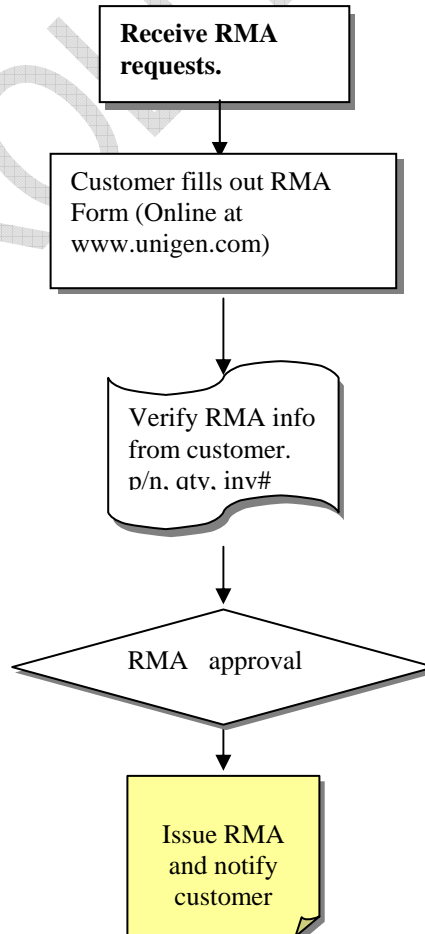 Receive RMA
requests.
Customer fills out RMA
Form (Online at
www.unigen.com)
Verify RMA info
from customer.
p/n, qty, inv#
RMA approval
Issue RMA
and notify
customer